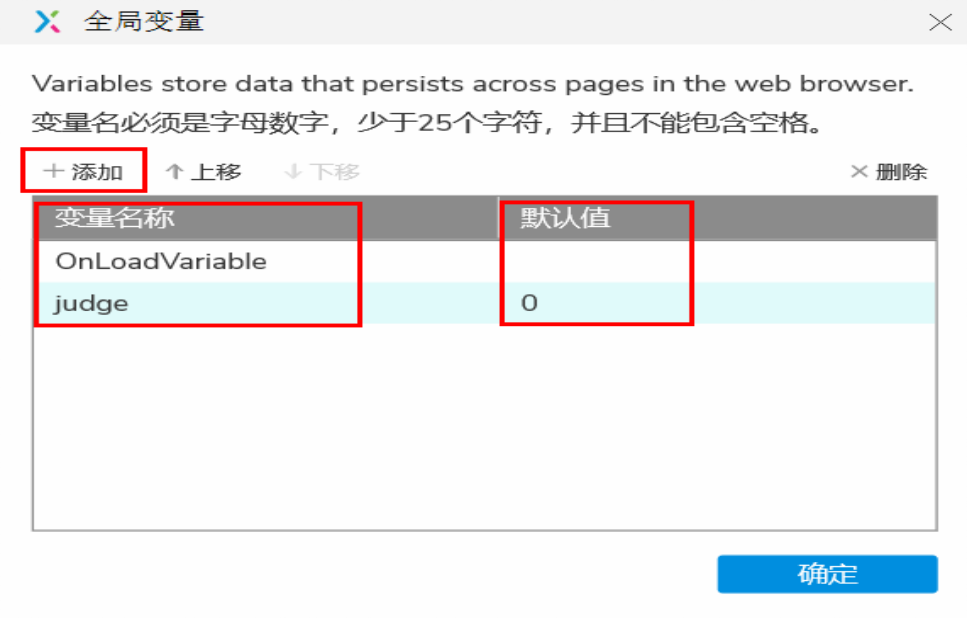 全局变量
Variables store data that persists across pages in the web browser.
变量名必须是字母数字，少于25个字符，并且不能包含空格。
添加 上移 下移 删除
变量名称 默认值
OnLoadVariable
judge 0
确定